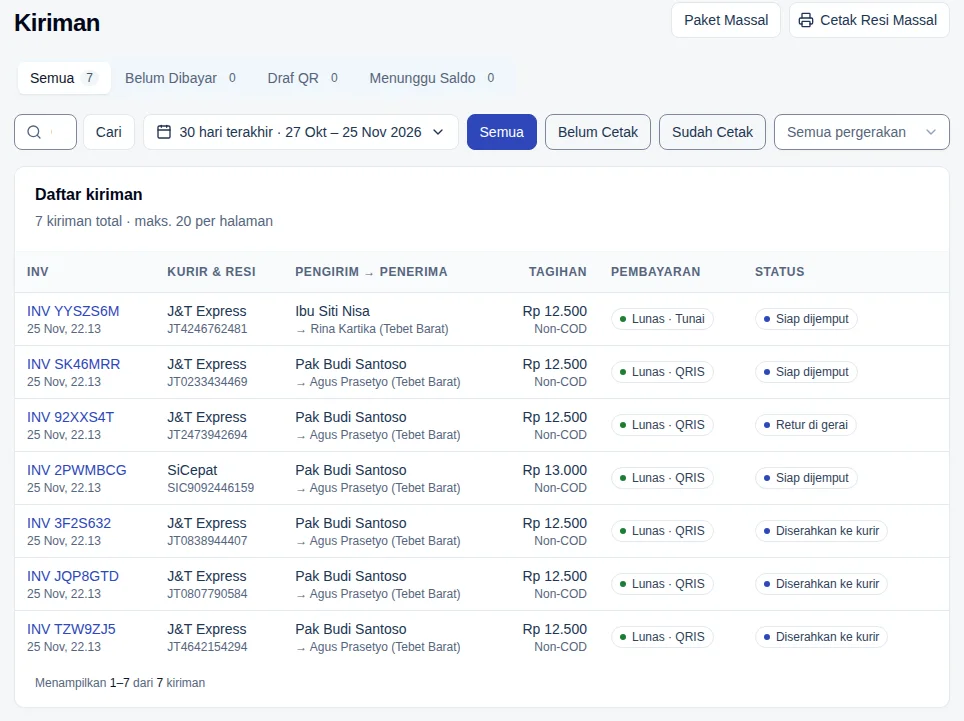 Kiriman
Paket Massal
Cetak Resi Massal
Semua 7
Belum Dibayar 0
Draf QR 0
Menunggu Saldo 0
Cari
30 hari terakhir · 27 Okt – 25 Nov 2026
Semua
Belum Cetak
Sudah Cetak
Semua pergerakan
Daftar kiriman
7 kiriman total · maks. 20 per halaman
INV KURIR & RESI PENGIRIM → PENERIMA TAGIHAN PEMBAYARAN STATUS
INV YYSZS6M J&T Express Ibu Siti Nisa Rp 12.500 Lunas · Tunai Siap dijemput
25 Nov, 22.13 JT4246762481 → Rina Kartika (Tebet Barat) Non-COD
INV SK46MRR J&T Express Pak Budi Santoso Rp 12.500 Lunas · QRIS Siap dijemput
25 Nov, 22.13 JT0233434469 → Agus Prasetyo (Tebet Barat) Non-COD
INV 92XXS4T J&T Express Pak Budi Santoso Rp 12.500 Lunas · QRIS Retur di gerai
25 Nov, 22.13 JT2473942694 → Agus Prasetyo (Tebet Barat) Non-COD
INV 2PWMBCG SiCepat Pak Budi Santoso Rp 13.000 Lunas · QRIS Siap dijemput
25 Nov, 22.13 SIC9092446159 → Agus Prasetyo (Tebet Barat) Non-COD
INV 3F2S632 J&T Express Pak Budi Santoso Rp 12.500 Lunas · QRIS Diserahkan ke kurir
25 Nov, 22.13 JT0838944407 → Agus Prasetyo (Tebet Barat) Non-COD
INV JQP8GTD J&T Express Pak Budi Santoso Rp 12.500 Lunas · QRIS Diserahkan ke kurir
25 Nov, 22.13 JT0807790584 → Agus Prasetyo (Tebet Barat) Non-COD
INV TZW9ZJ5 J&T Express Pak Budi Santoso Rp 12.500 Lunas · QRIS Diserahkan ke kurir
25 Nov, 22.13 JT4642154294 → Agus Prasetyo (Tebet Barat) Non-COD
Menampilkan 1–7 dari 7 kiriman